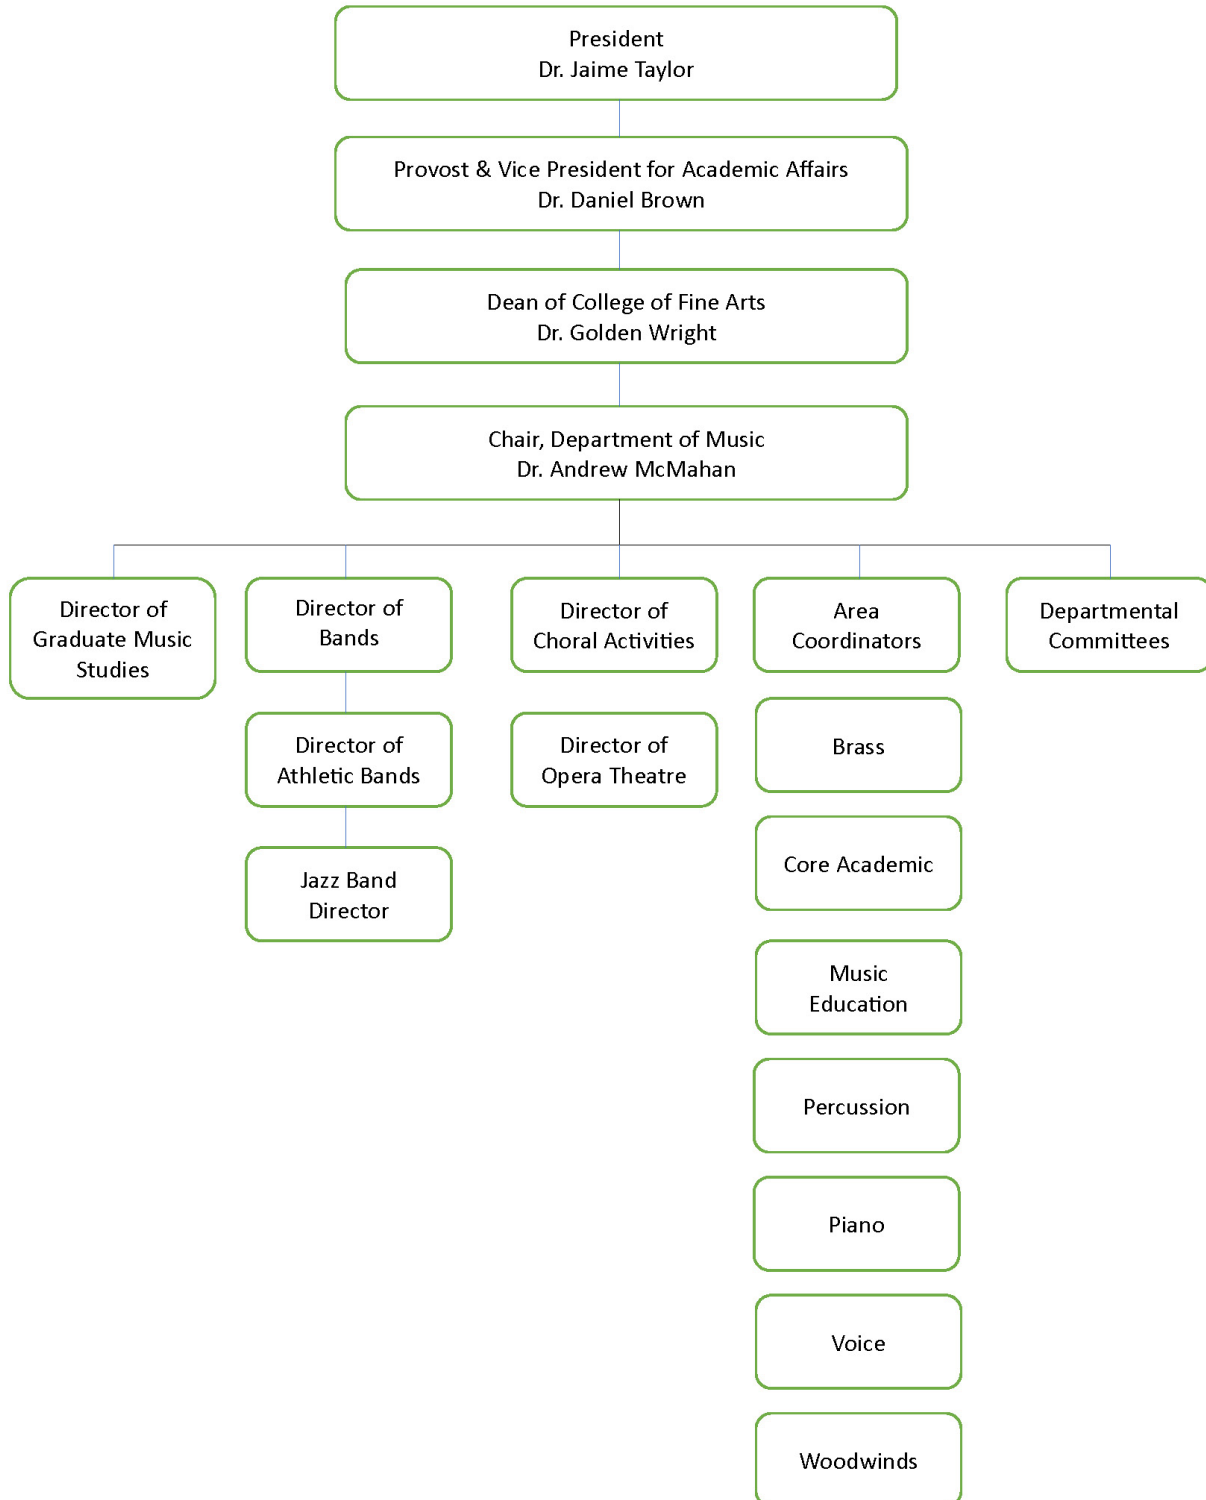 President
Dr. Jaime Taylor
Provost & Vice President for Academic Affairs
Dr. Daniel Brown
Dean of College of Fine Arts
Dr. Golden Wright
Chair, Department of Music
Dr. Andrew McMahan
Director of
Graduate Music
Studies
Director of
Bands
Director of
Choral Activities
Area
Coordinators
Departmental
Committees
Director of
Athletic Bands
Director of
Opera Theatre
Brass
Jazz Band
Director
Core Academic
Music
Education
Percussion
Piano
Voice
Woodwinds